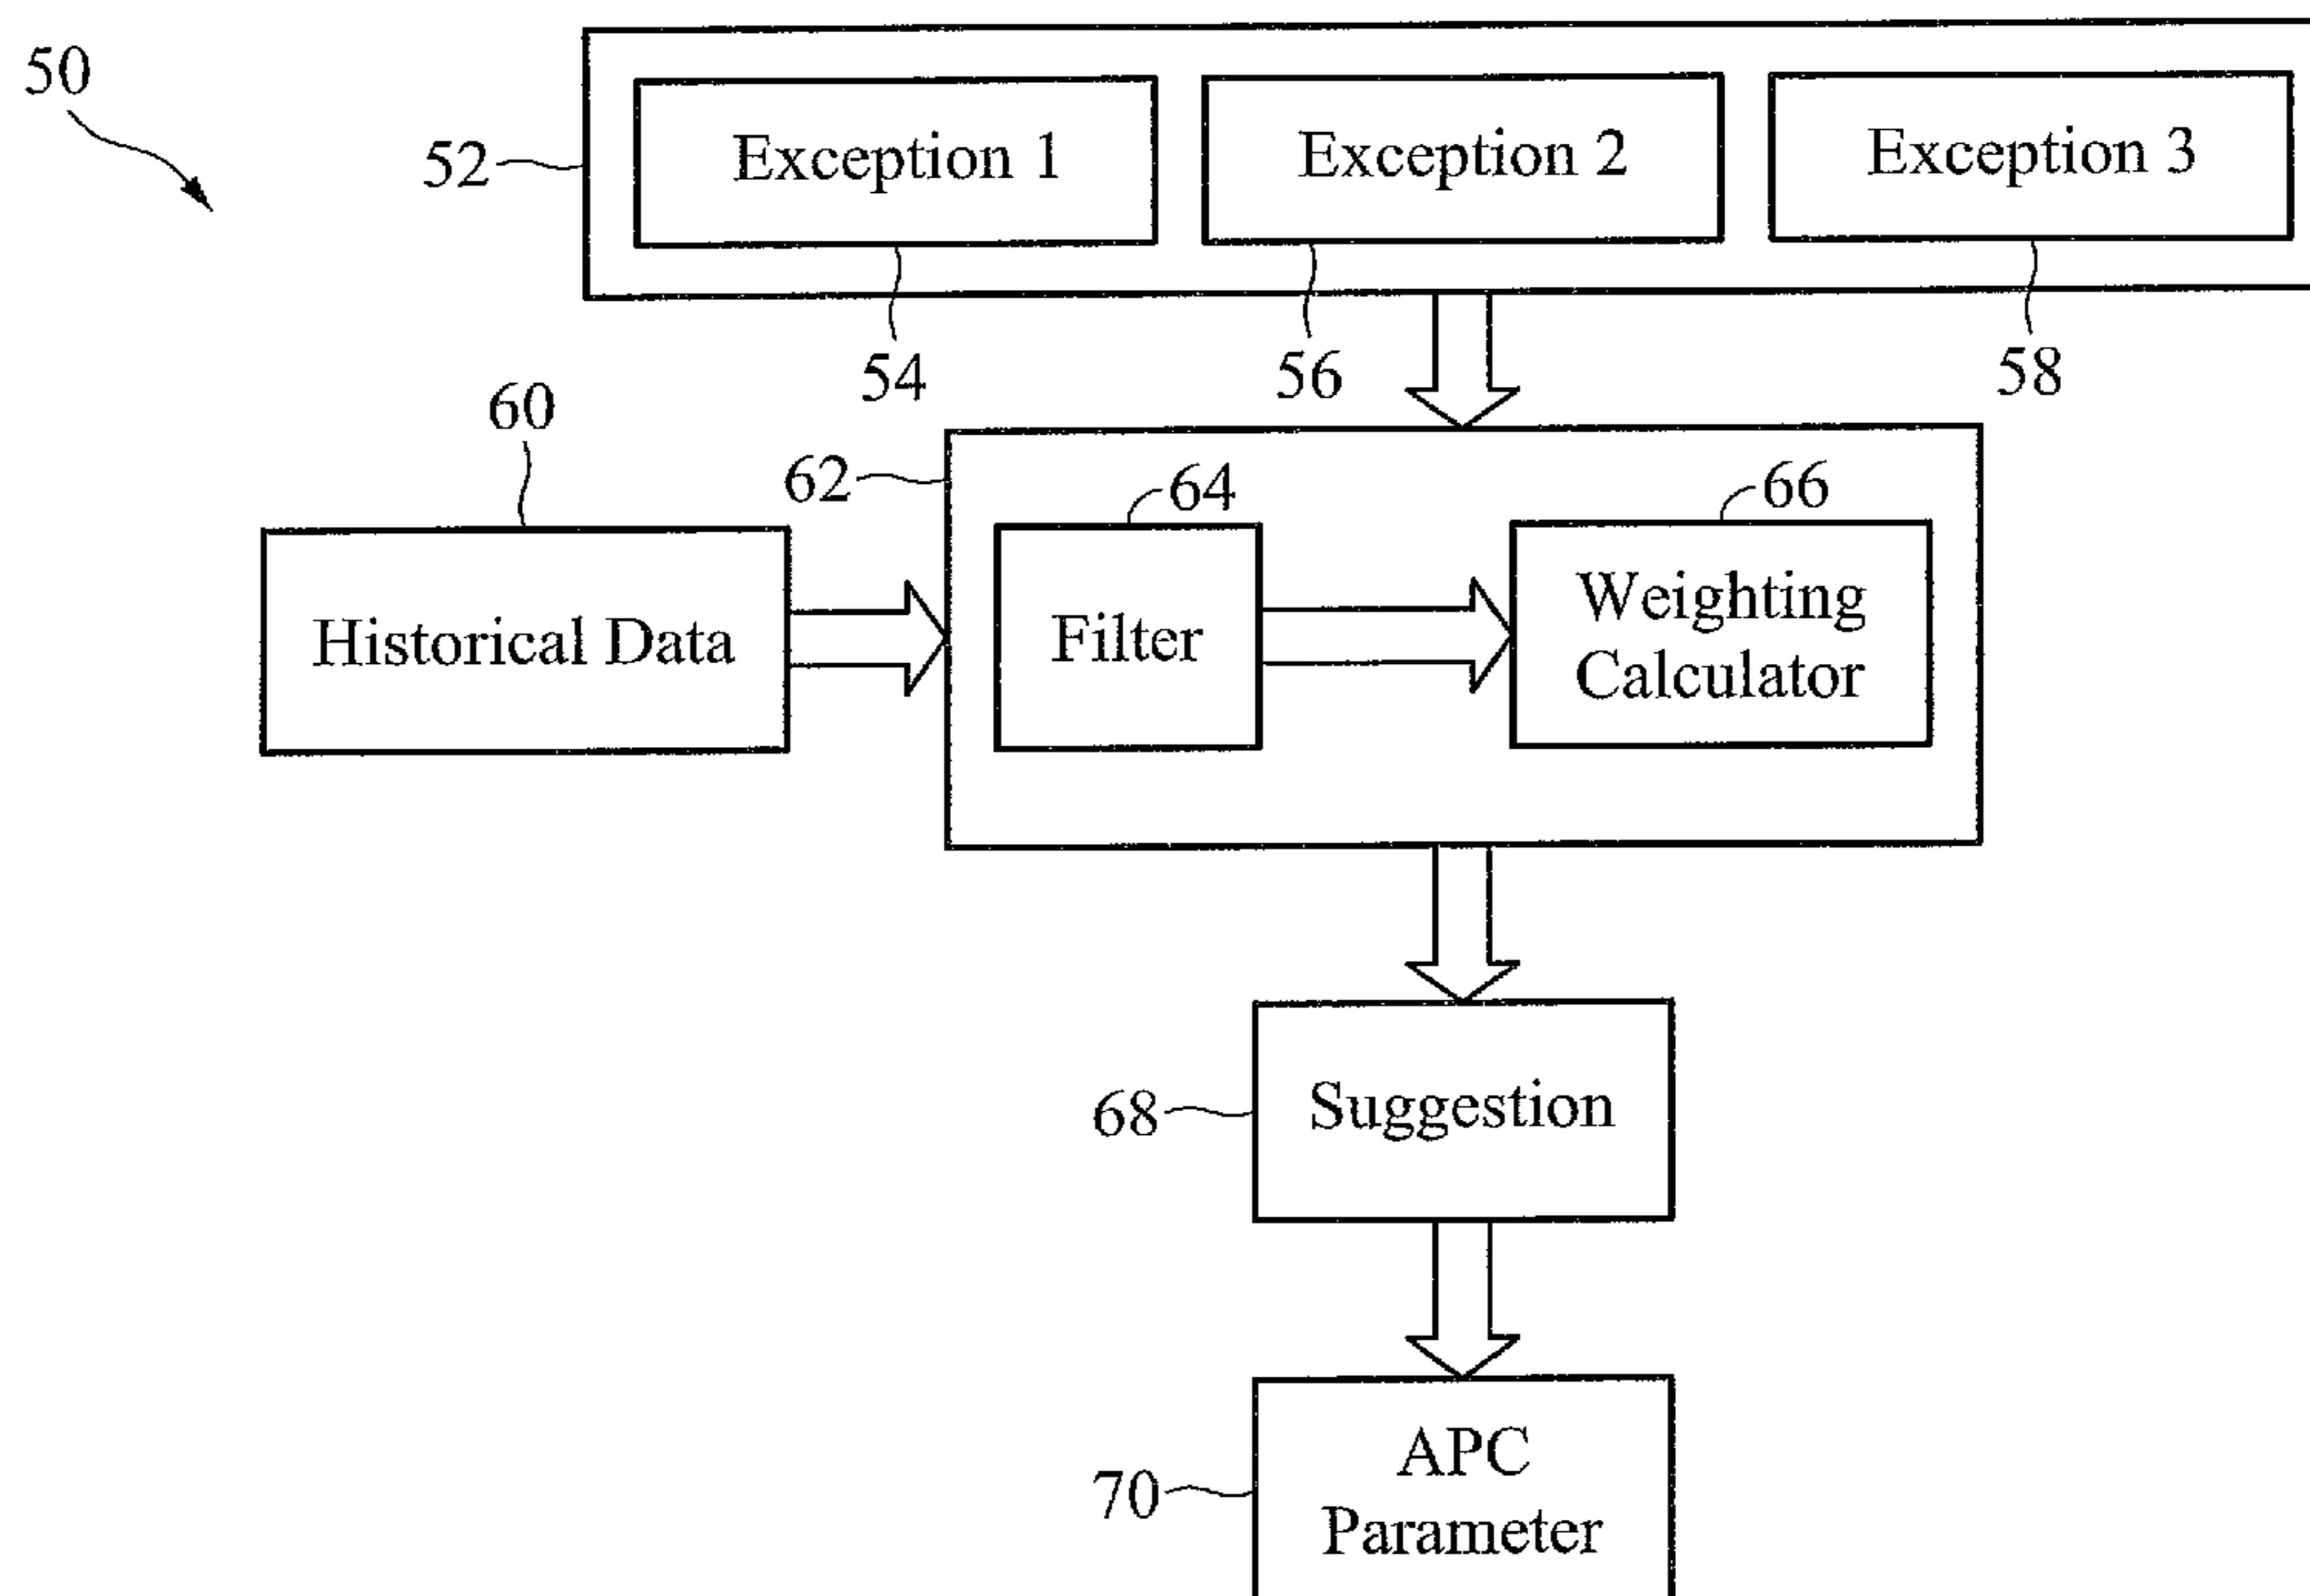 50
52
Exception 1
Exception 2
Exception 3
54
56
58
60
62
64
66
Historical Data
Filter
Weighting
Calculator
68
Suggestion
70
APC
Parameter